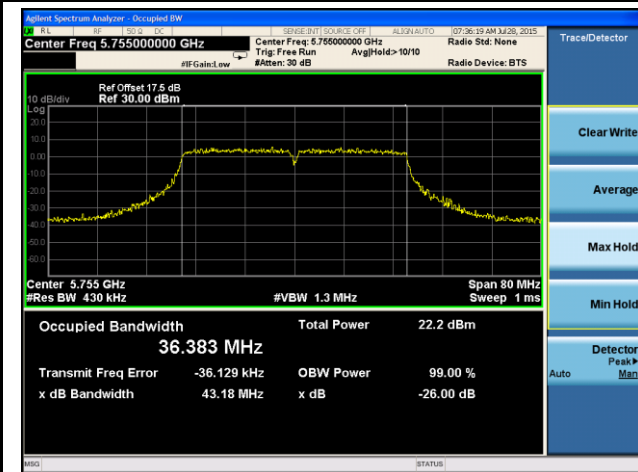 Agilent Spectrum Analyzer - Occupied BW
RL RF 50 Ω DC SENSE:INT SOURCE OFF ALIGN AUTO 07:36:19 AM Jul 28, 2015
Center Freq 5.755000000 GHz
Center Freq: 5.755000000 GHz
Radio Std: None
Trig: Free Run Avg|Hold:>10/10
#IFGain:Low #Atten: 30 dB Radio Device: BTS
Trace/Detector
Ref Offset 17.5 dB
10 dB/div Ref 30.00 dBm
Log
20.0
10.0
0.00
-10.0
-20.0
-30.0
-40.0
-50.0
-60.0
Center 5.755 GHz Span 80 MHz
#Res BW 430 kHz #VBW 1.3 MHz Sweep 1 ms
Occupied Bandwidth Total Power 22.2 dBm
36.383 MHz
Transmit Freq Error -36.129 kHz OBW Power 99.00 %
x dB Bandwidth 43.18 MHz x dB -26.00 dB
Clear Write
Average
Max Hold
Min Hold
Detector
Peak▶
Auto Man
MSG STATUS